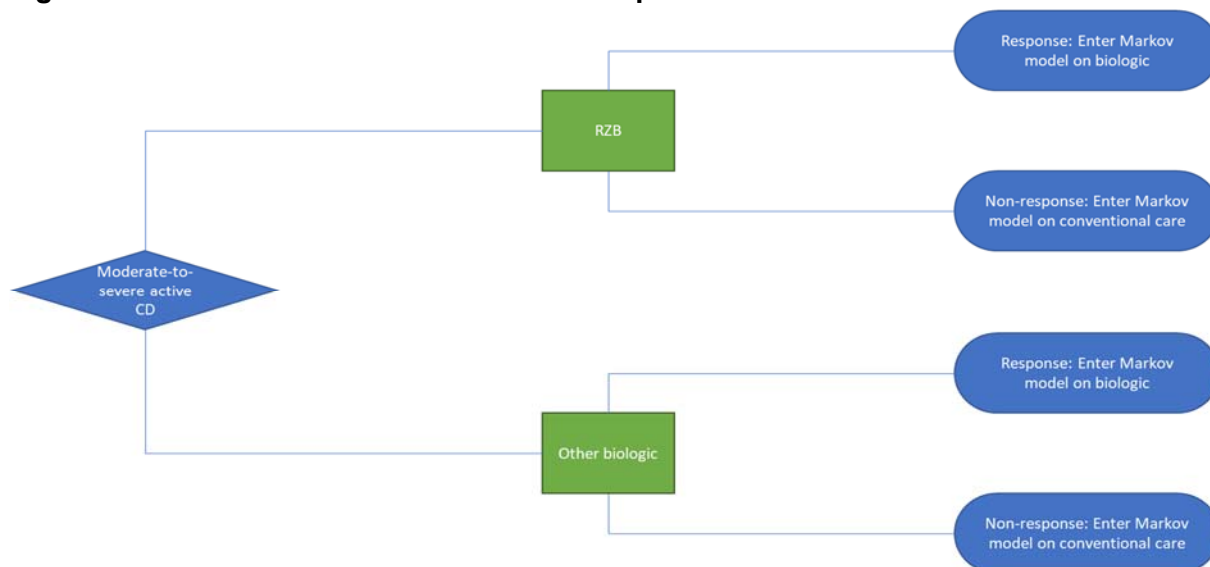 Response: Enter Markov
model on biologic
RZB
Non-response: Enter Markov
model on conventional care
Moderate-to-
severe active
CD
Response: Enter Markov
model on biologic
Other biologic
Non-response: Enter Markov
model on conventional care